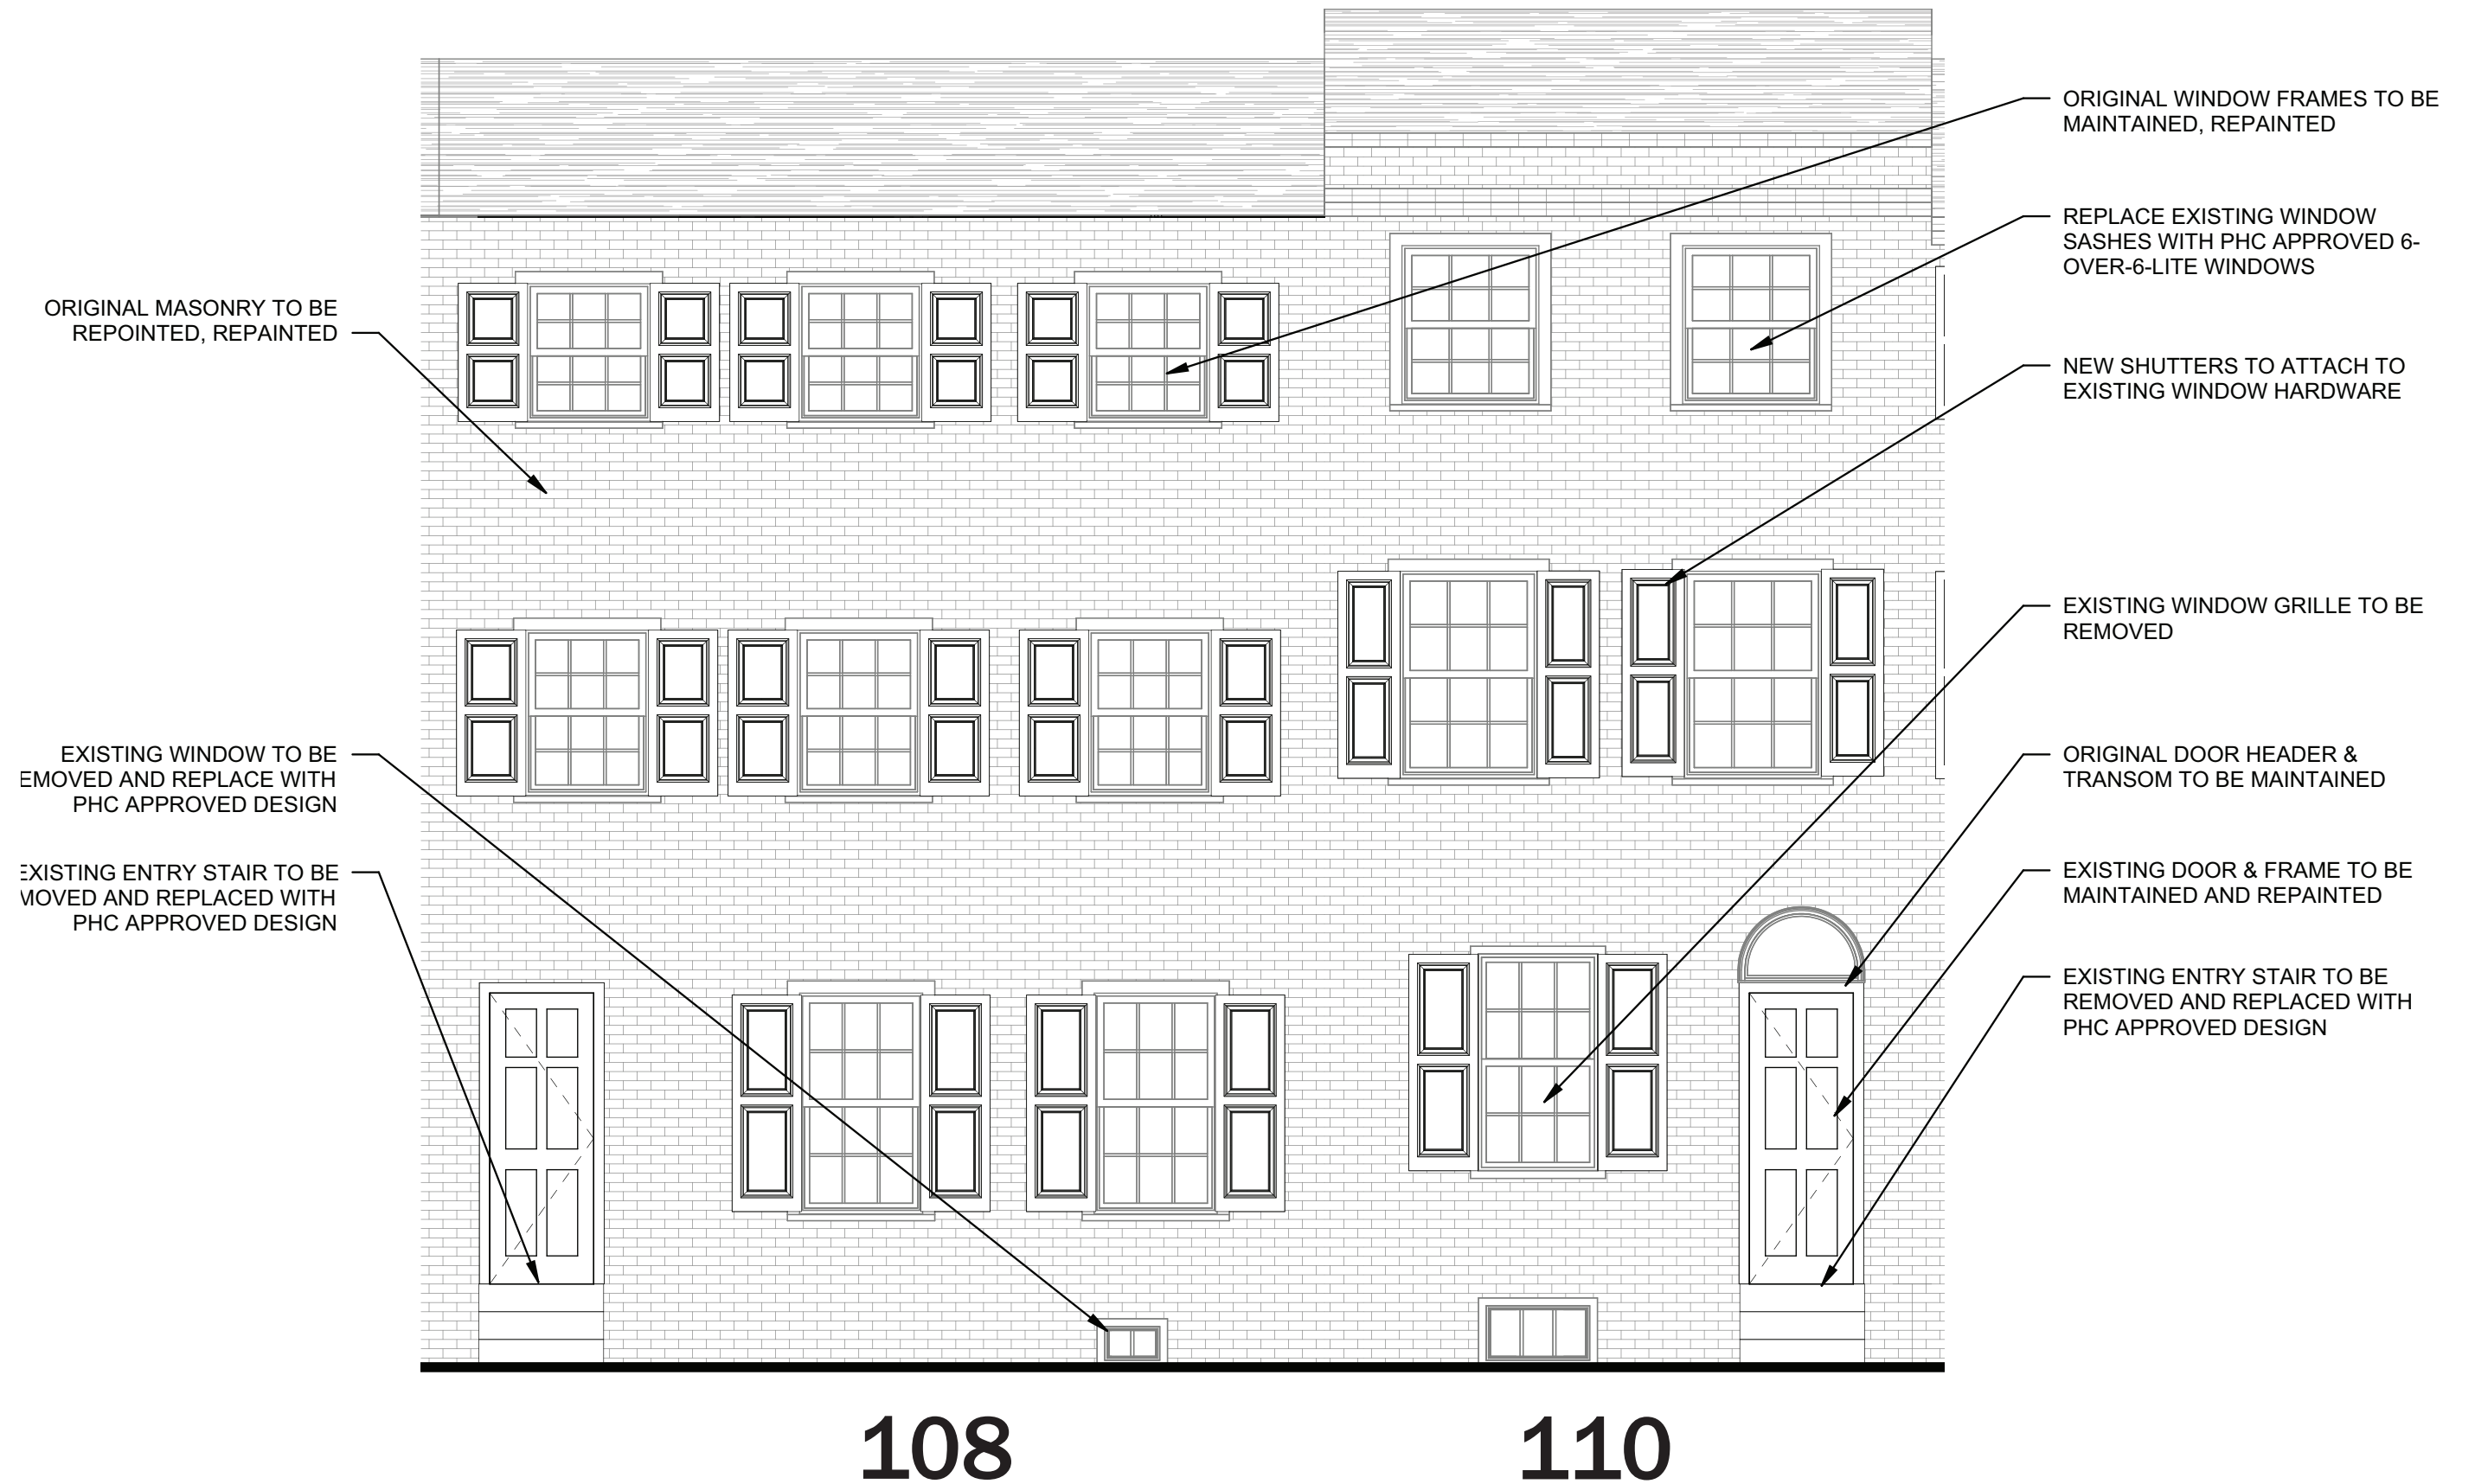 ORIGINAL MASONRY TO BE
REPOINTED, REPAINTED
EXISTING WINDOW TO BE
EMOVED AND REPLACE WITH
PHC APPROVED DESIGN
EXISTING ENTRY STAIR TO BE
MOVED AND REPLACED WITH
PHC APPROVED DESIGN
ORIGINAL WINDOW FRAMES TO BE
MAINTAINED, REPAINTED
REPLACE EXISTING WINDOW
SASHES WITH PHC APPROVED 6-
OVER-6-LITE WINDOWS
NEW SHUTTERS TO ATTACH TO
EXISTING WINDOW HARDWARE
EXISTING WINDOW GRILLE TO BE
REMOVED
ORIGINAL DOOR HEADER &
TRANSOM TO BE MAINTAINED
EXISTING DOOR & FRAME TO BE
MAINTAINED AND REPAINTED
EXISTING ENTRY STAIR TO BE
REMOVED AND REPLACED WITH
PHC APPROVED DESIGN
108
110